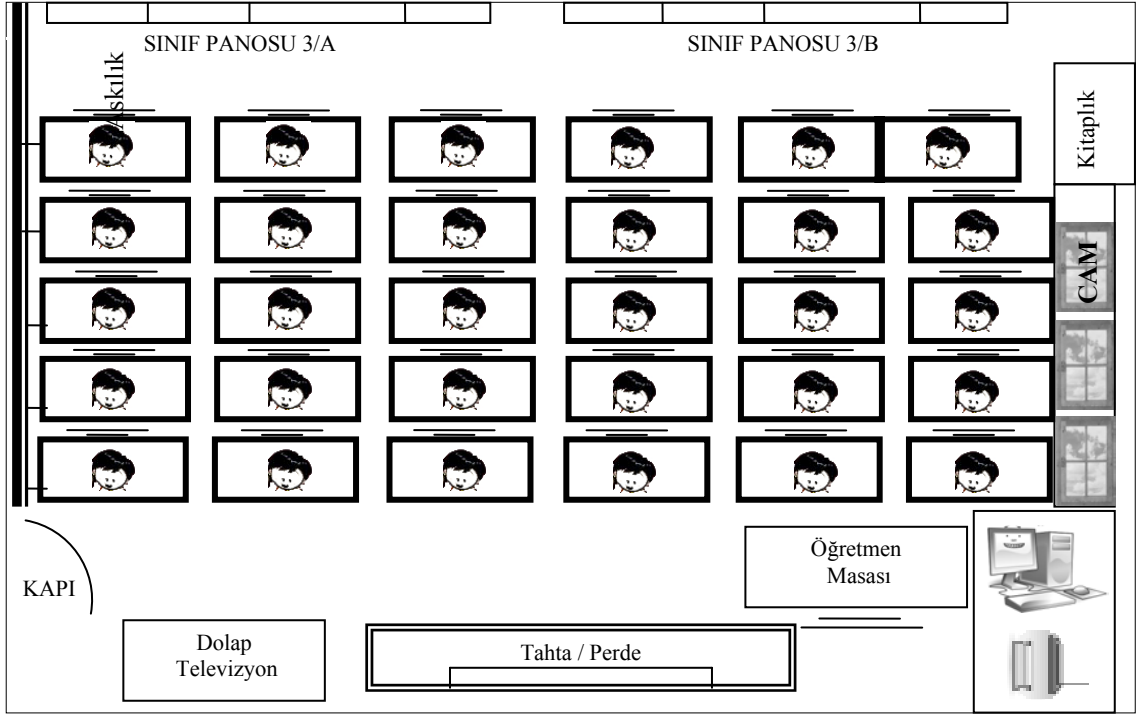 SINIF PANOSU 3/A
SINIF PANOSU 3/B
Askılık
Kitaplık
CAM
Öğretmen
Masası
KAPI
Dolap
Televizyon
Tahta / Perde